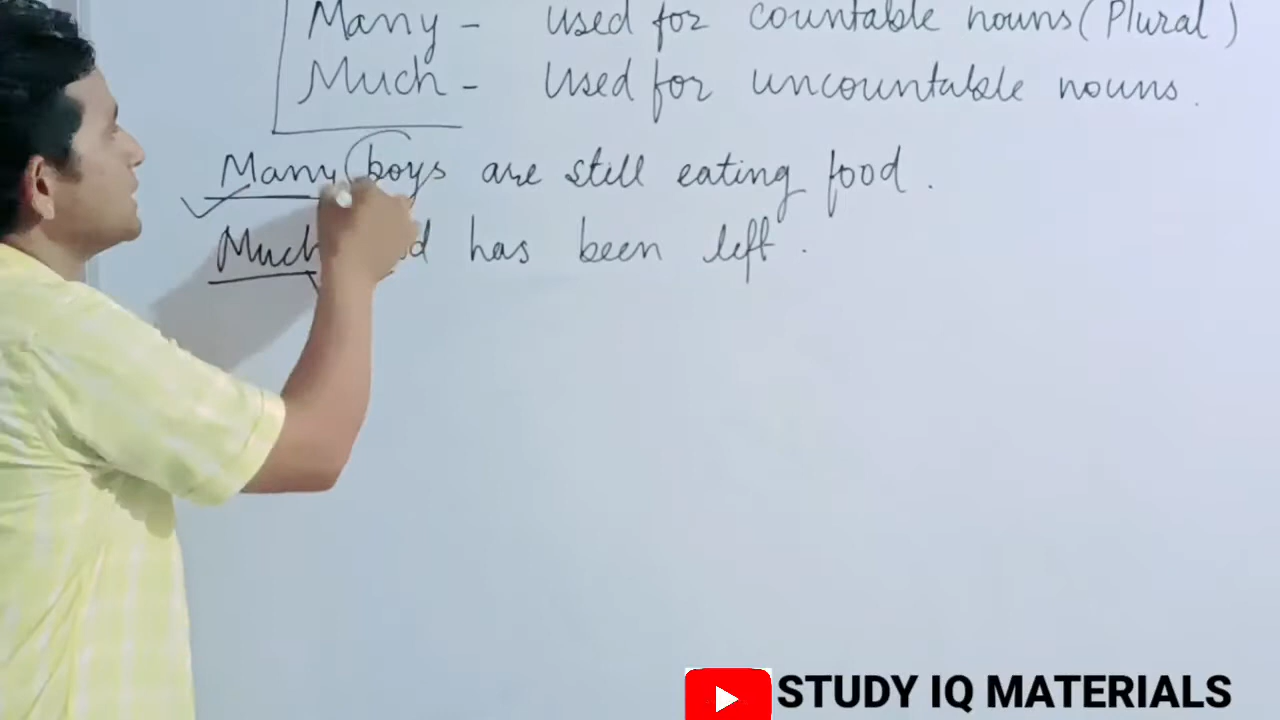 Many - used for countable nouns (Plural)
Much - used for uncountable nouns.
Many boys are still eating food.
Much has been left.
STUDY IQ MATERIALS